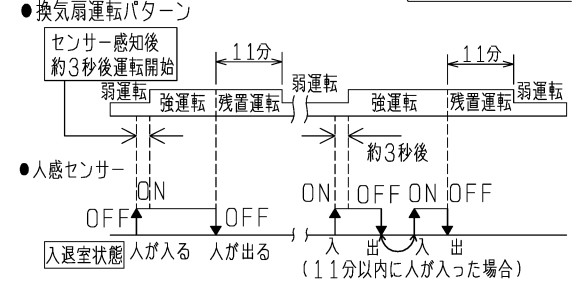 ●換気扇運転パターン
センサー感知後
約3秒後運転開始
11分 11分
弱運転 強運転 残置運転 弱運転 強運転 残置運転 弱運転
約3秒後
●人感センサー
ON ON OFF ON OFF
OFF OFF
入退室状態 人が入る 人が出る 入 出 入 出
(11分以内に人が入った場合)